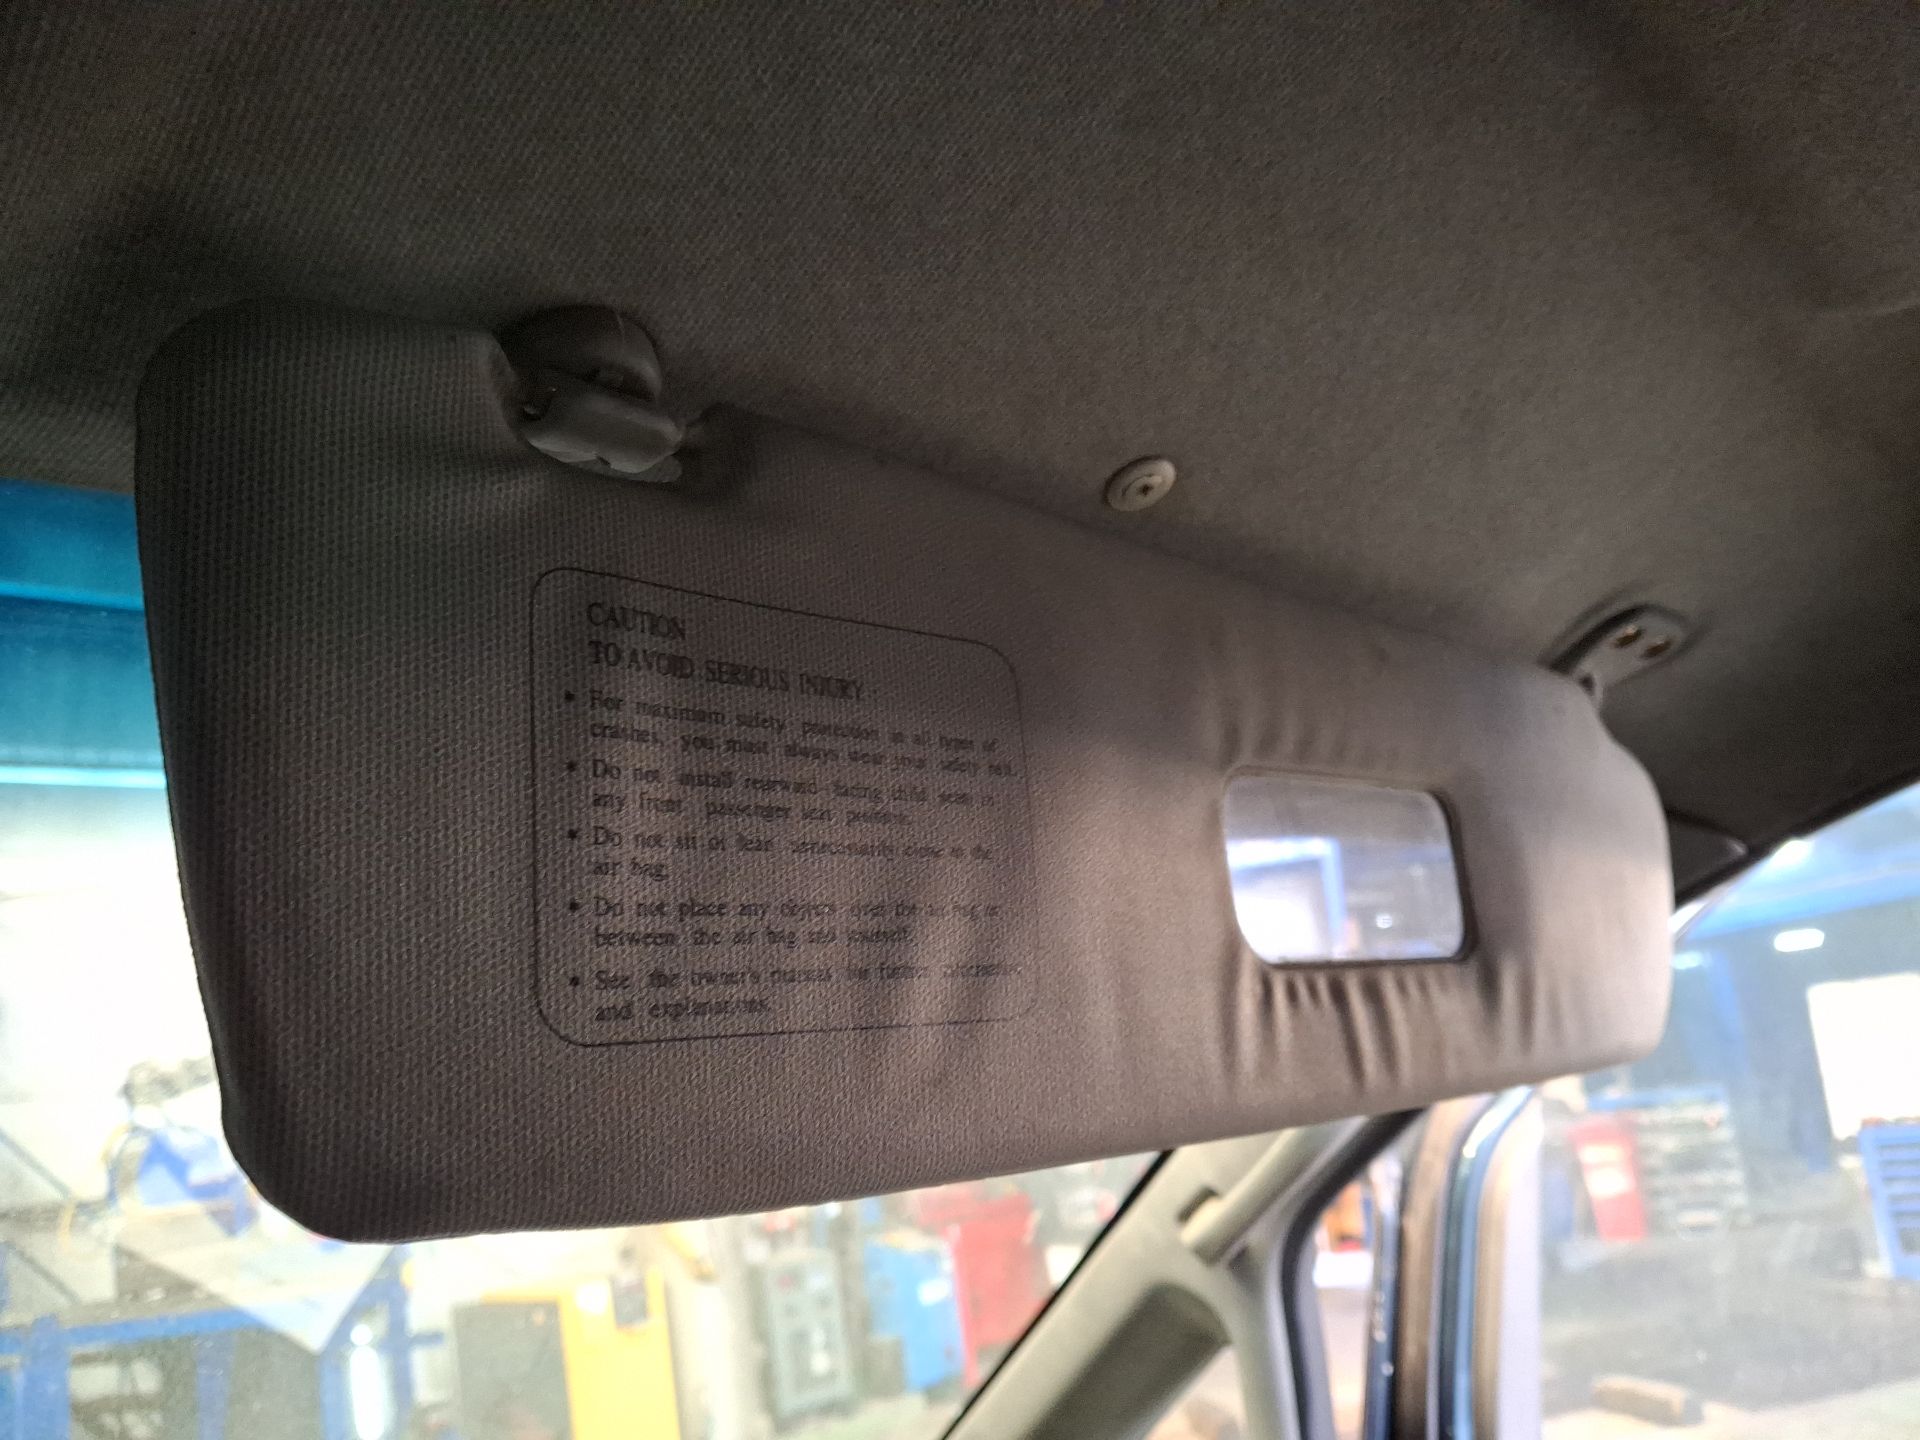 CAUTION
TO AVOID SERIOUS INJURY
• For maximum safety protection in all types of
crashes, you must always wear your safety belt.
• Do not install rearward facing child seats in
any front passenger seat position.
• Do not sit or lean unnecessarily close to the
air bag.
• Do not place any objects over the air bag or
between the air bag and yourself.
• See the owner's manual for further information
and explanations.